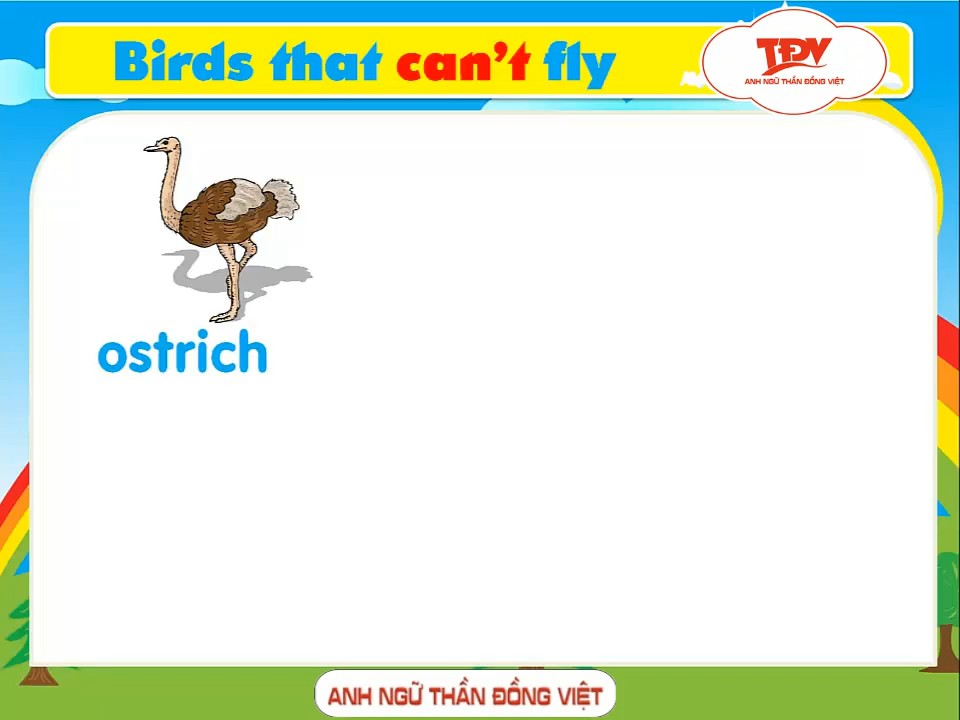 Birds that can't fly
TĐV
ANH NGỮ THẦN ĐỒNG VIỆT
ostrich
ANH NGỮ THẦN ĐỒNG VIỆT